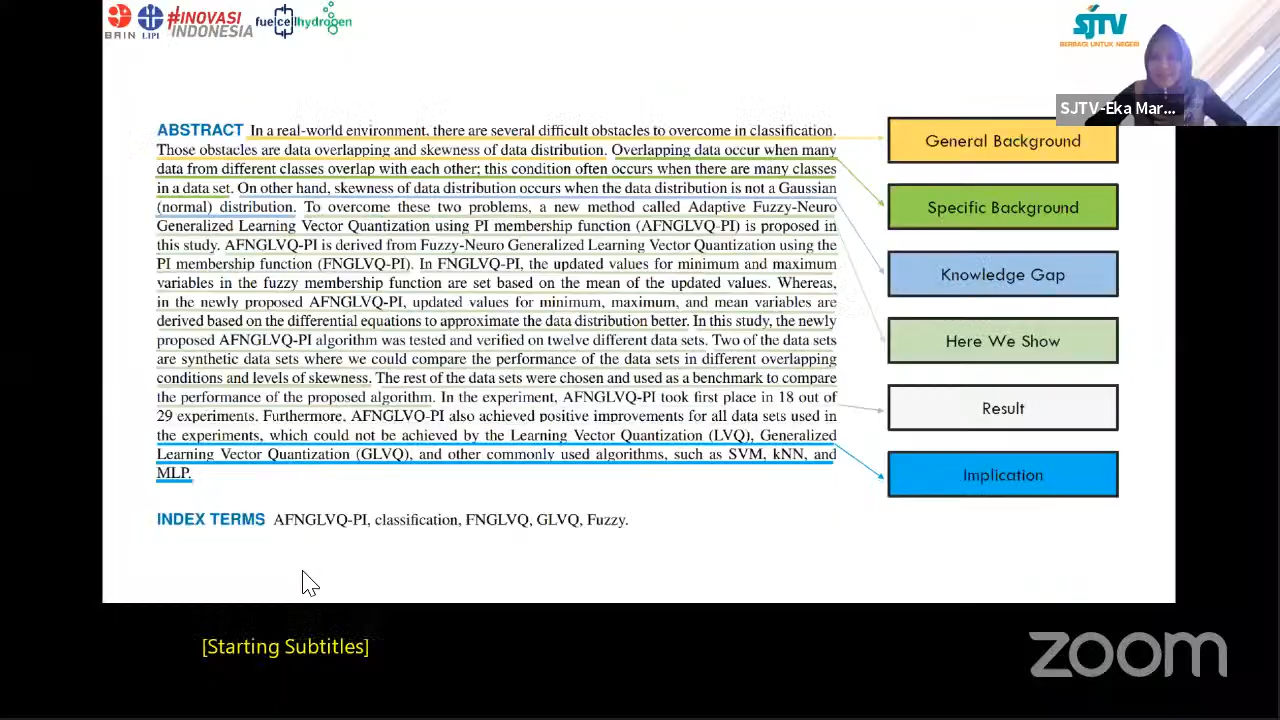 BRIN
LIPI
#INOVASI
INDONESIA
fuelcellhydrogen
SJTV
BERBAGI UNTUK NEGERI
SJTV-Eka Mar...
ABSTRACT In a real-world environment, there are several difficult obstacles to overcome in classification.
Those obstacles are data overlapping and skewness of data distribution. Overlapping data occur when many
data from different classes overlap with each other; this condition often occurs when there are many classes
in a data set. On other hand, skewness of data distribution occurs when the data distribution is not a Gaussian
(normal) distribution. To overcome these two problems, a new method called Adaptive Fuzzy-Neuro
Generalized Learning Vector Quantization using PI membership function (AFNGLVQ-PI) is proposed in
this study. AFNGLVQ-PI is derived from Fuzzy-Neuro Generalized Learning Vector Quantization using the
PI membership function (FNGLVQ-PI). In FNGLVQ-PI, the updated values for minimum and maximum
variables in the fuzzy membership function are set based on the mean of the updated values. Whereas,
in the newly proposed AFNGLVQ-PI, updated values for minimum, maximum, and mean variables are
derived based on the differential equations to approximate the data distribution better. In this study, the newly
proposed AFNGLVQ-PI algorithm was tested and verified on twelve different data sets. Two of the data sets
are synthetic data sets where we could compare the performance of the data sets in different overlapping
conditions and levels of skewness. The rest of the data sets were chosen and used as a benchmark to compare
the performance of the proposed algorithm. In the experiment, AFNGLVQ-PI took first place in 18 out of
29 experiments. Furthermore, AFNGLVQ-PI also achieved positive improvements for all data sets used in
the experiments, which could not be achieved by the Learning Vector Quantization (LVQ), Generalized
Learning Vector Quantization (GLVQ), and other commonly used algorithms, such as SVM, kNN, and
MLP.
INDEX TERMS AFNGLVQ-PI, classification, FNGLVQ, GLVQ, Fuzzy.
General Background
Specific Background
Knowledge Gap
Here We Show
Result
Implication
[Starting Subtitles]
zoom